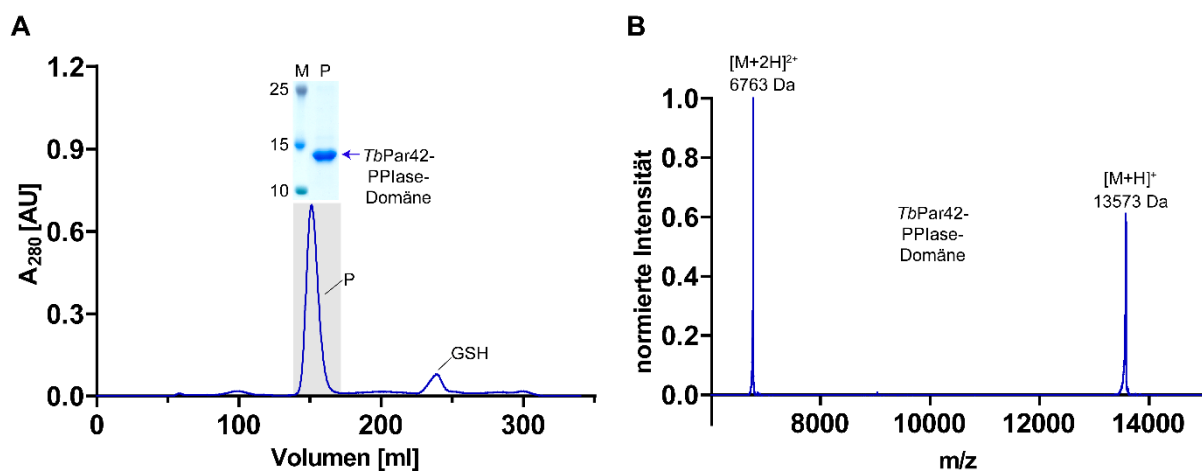 A
1.2
0.9
0.6
0.3
0.0
A280 [AU]
0
100
200
300
Volumen [ml]
M P
25
15
10
TbPar42-
PPIase-
Domäne
P
GSH
B
[M+2H]2+
6763 Da
[M+H]+
13573 Da
TbPar42-
PPIase-
Domäne
1.0
0.8
0.6
0.4
0.2
0.0
normierte Intensität
8000
10000
12000
14000
m/z